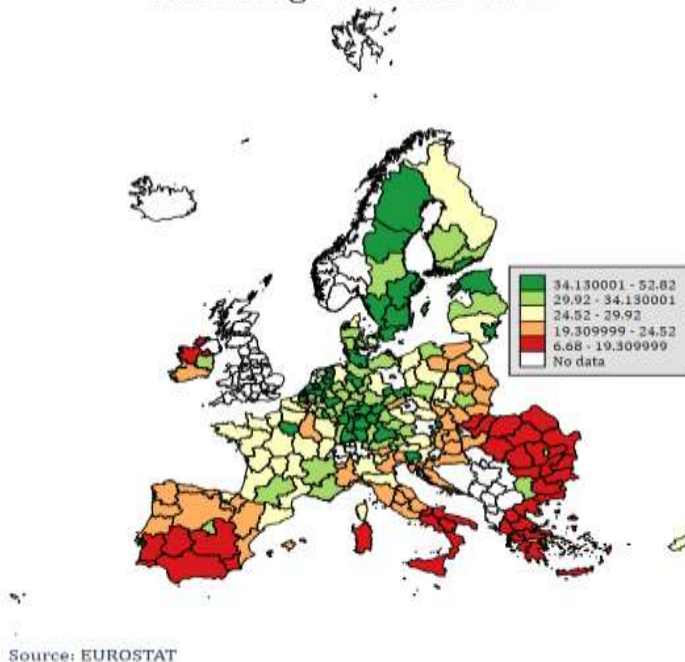 34.130001 - 52.82
29.92 - 34.130001
24.52 - 29.92
19.309999 - 24.52
6.68 - 19.309999
No data
Source: EUROSTAT